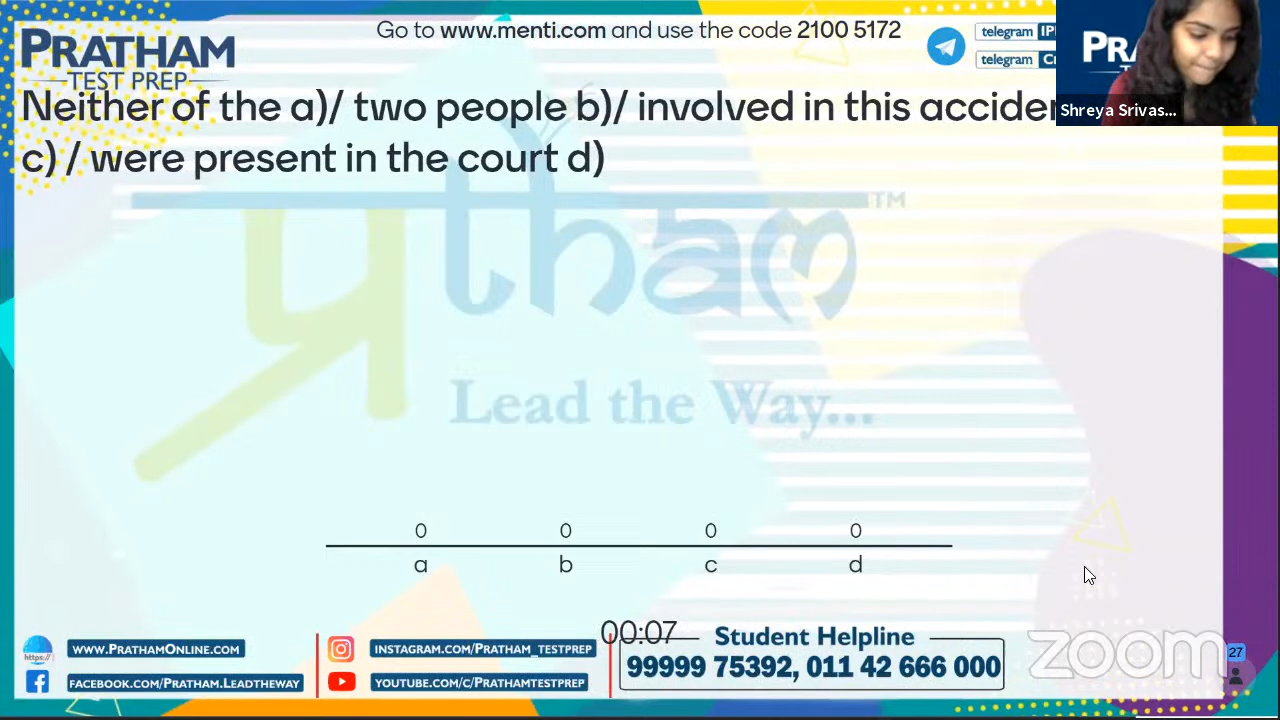 Go to www.menti.com and use the code 2100 5172
PRATHAM
TEST PREP
telegram
telegram
Neither of the a)/ two people b)/ involved in this
c) / were present in the court d)
Shreya Srivas...
प्रtham
TM
Lead the Way...
0 0 0 0
a b c d
00:07
Student Helpline
99999 75392, 011 42 666 000
https://
WWW.PRATHAMONLINE.COM
INSTAGRAM.COM/PRATHAM_TESTPREP
FACEBOOK.COM/PRATHAM.LEADTHEWAY
YOUTUBE.COM/C/PRATHAMTESTPREP
zoom
27